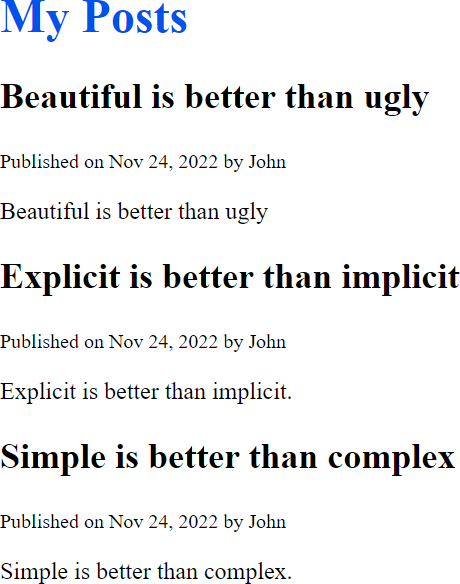 My Posts
Beautiful is better than ugly
Published on Nov 24, 2022 by John
Beautiful is better than ugly
Explicit is better than implicit
Published on Nov 24, 2022 by John
Explicit is better than implicit.
Simple is better than complex
Published on Nov 24, 2022 by John
Simple is better than complex.